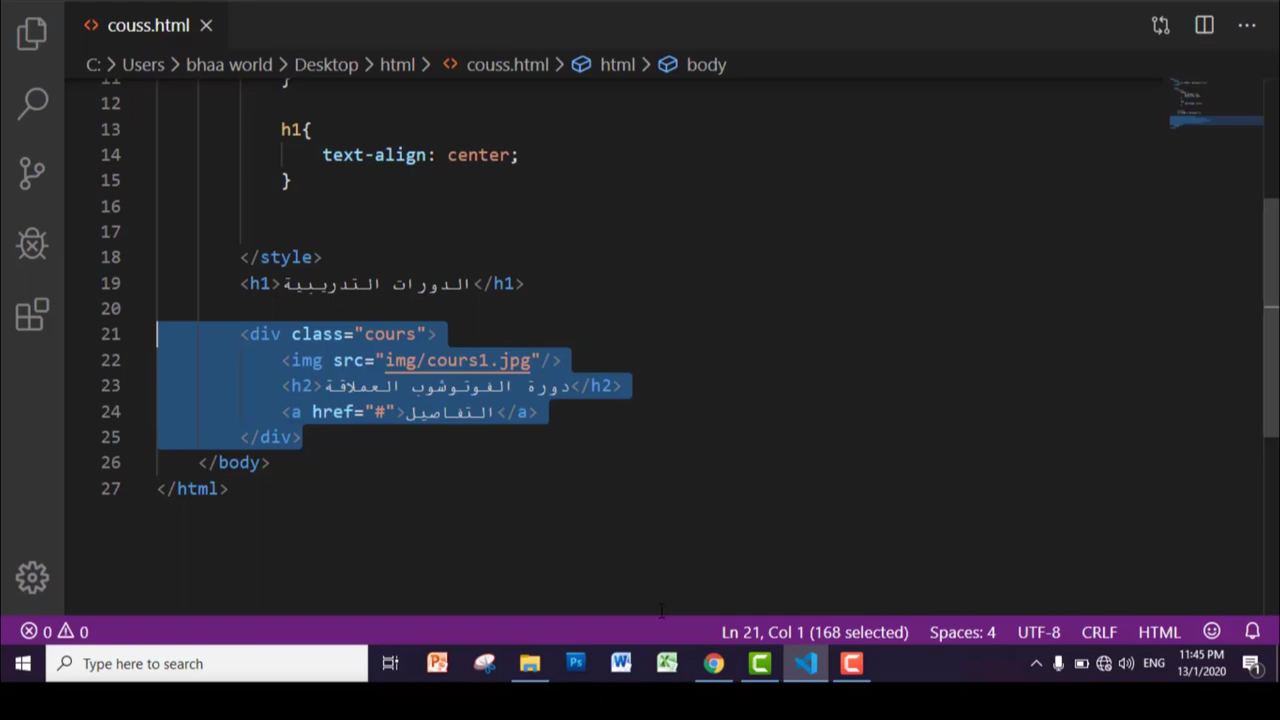 couss.html
C: > Users > bhaa world > Desktop > html > couss.html > html > body
11 }
12
13 h1{
14 text-align: center;
15 }
16
17
18 </style>
19 <h1>الدورات التدريبية</h1>
20
21 <div class="cours">
22 <img src="img/cours1.jpg"/>
23 <h2>دورة الفوتوشوب العملاقة</h2>
24 <a href="#">التفاصيل</a>
25 </div>
26 </body>
27 </html>
0 0 Ln 21, Col 1 (168 selected) Spaces: 4 UTF-8 CRLF HTML
Type here to search Ps ENG 11:45 PM
13/1/2020
1